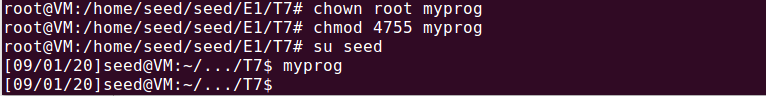 root@VM:/home/seed/seed/E1/T7# chown root myprog
root@VM:/home/seed/seed/E1/T7# chmod 4755 myprog
root@VM:/home/seed/seed/E1/T7# su seed
[09/01/20]seed@VM:~/.../T7$ myprog
[09/01/20]seed@VM:~/.../T7$